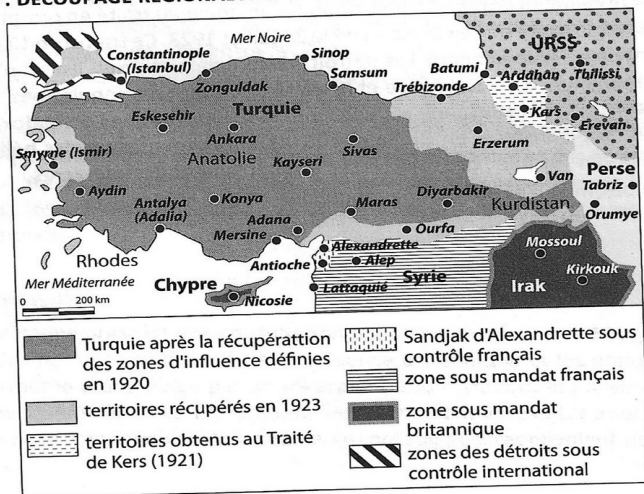 : DÉCOUPAGE RÉGIONAL
Mer Noire
URSS
Constantinople
(Istanbul)
Sinop
Samsum
Batumi
Ardahan
Tbilissi
Zonguldak
Trébizonde
Kars
Eskesehir
Turquie
Ankara
Sivas
Erzerum
Erevan
Smyrne (Ismir)
Anatolie
Kayseri
Van
Perse
Tabriz
Aydin
Konya
Maras
Diyarbakir
Kurdistan
Orumye
Antalya
(Adalia)
Adana
Mersine
Ourfa
Rhodes
Alexandrette
Antioche
Alep
Mossoul
Mer Méditerranée
Chypre
Syrie
Irak
Kirkouk
0 200 km
Nicosie
Lattaquié
Turquie après la récupérattion
des zones d'influence définies
en 1920
territoires récupérés en 1923
territoires obtenus au Traité
de Kers (1921)
Sandjak d'Alexandrette sous
contrôle français
zone sous mandat français
zone sous mandat
britannique
zones des détroits sous
contrôle international